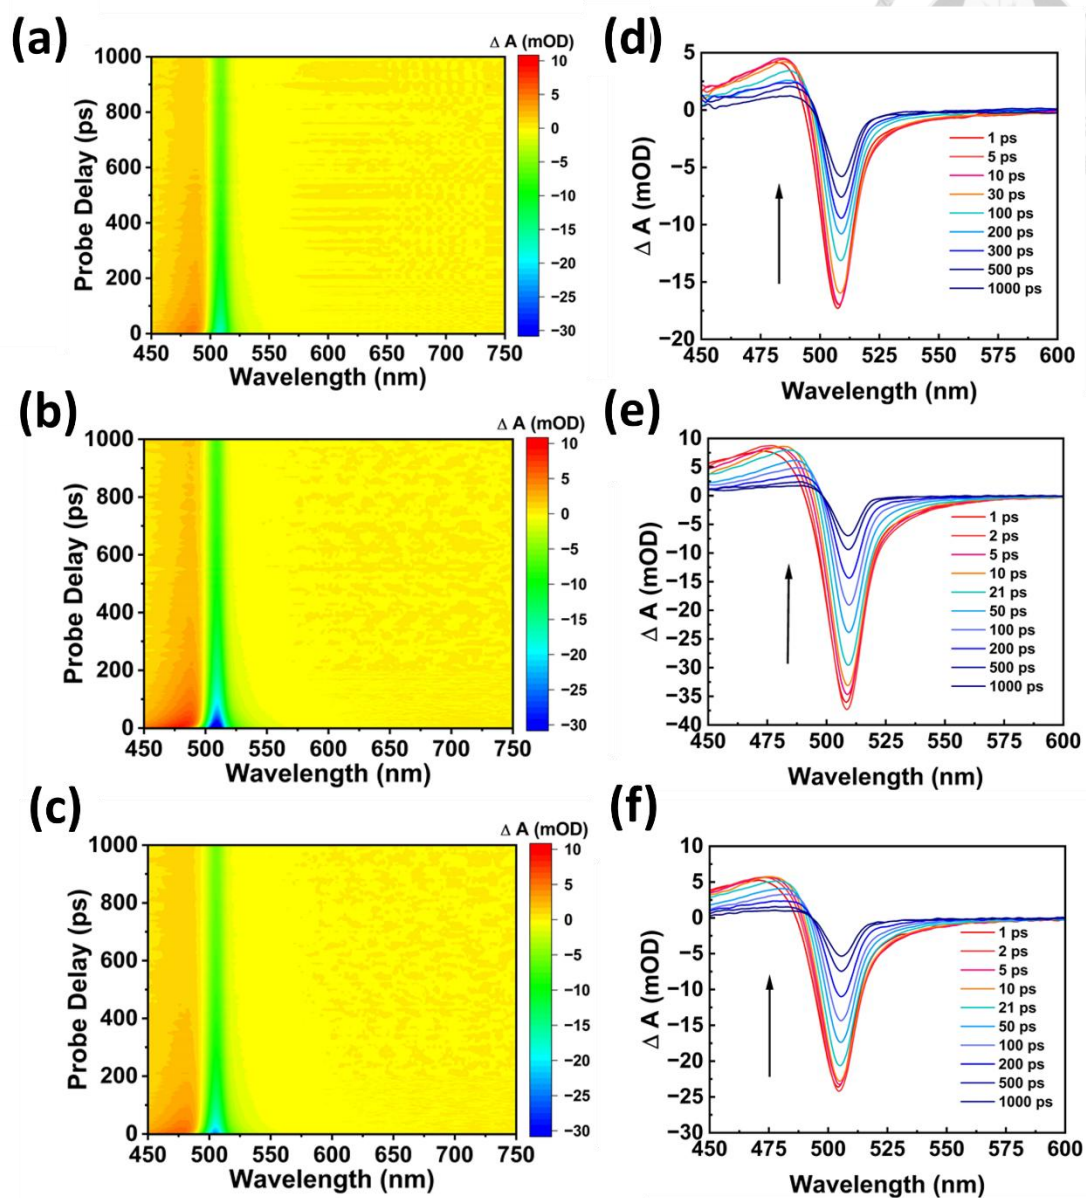 (a)
Δ A (mOD)
1000
800
600
400
200
0
Probe Delay (ps)
450 500 550 600 650 700 750
Wavelength (nm)
10
5
0
−5
−10
−15
−20
−25
−30
(d)
5
0
−5
−10
−15
−20
Δ A (mOD)
1 ps
5 ps
10 ps
30 ps
100 ps
200 ps
300 ps
500 ps
1000 ps
450 475 500 525 550 575 600
Wavelength (nm)
(b)
Δ A (mOD)
1000
800
600
400
200
0
Probe Delay (ps)
450 500 550 600 650 700 750
Wavelength (nm)
10
5
0
−5
−10
−15
−20
−25
−30
(e)
10
5
0
−5
−10
−15
−20
−25
−30
−35
−40
Δ A (mOD)
1 ps
2 ps
5 ps
10 ps
21 ps
50 ps
100 ps
200 ps
500 ps
1000 ps
450 475 500 525 550 575 600
Wavelength (nm)
(c)
Δ A (mOD)
1000
800
600
400
200
0
Probe Delay (ps)
450 500 550 600 650 700 750
Wavelength (nm)
10
5
0
−5
−10
−15
−20
−25
−30
(f)
10
5
0
−5
−10
−15
−20
−25
−30
Δ A (mOD)
1 ps
2 ps
5 ps
10 ps
21 ps
50 ps
100 ps
200 ps
500 ps
1000 ps
450 475 500 525 550 575 600
Wavelength (nm)